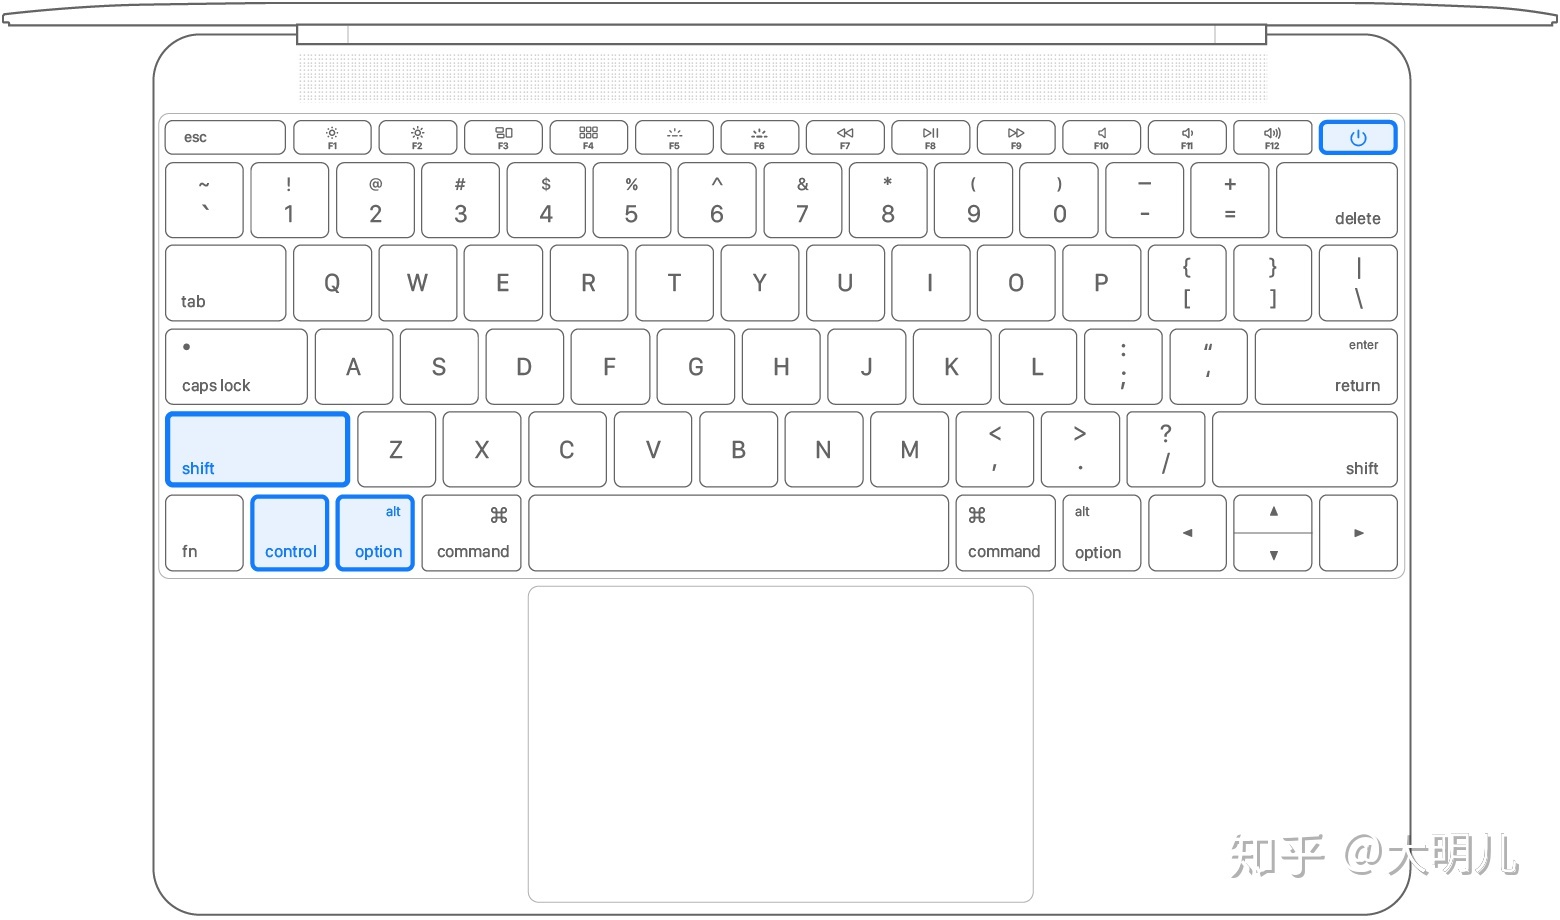 esc F1 F2 F3 F4 F5 F6 F7 F8 F9 F10 F11 F12
~ ! @ # $ % ^ & * ( ) — +
` 1 2 3 4 5 6 7 8 9 0 - = delete
tab Q W E R T Y U I O P { [ } ] | \
caps lock A S D F G H J K L : ; “ ‘ enter return
shift Z X C V B N M < , > . ? / shift
fn control alt option ⌘ command ⌘ command alt option ◀ ▲ ▼ ▶
知乎 @大明儿